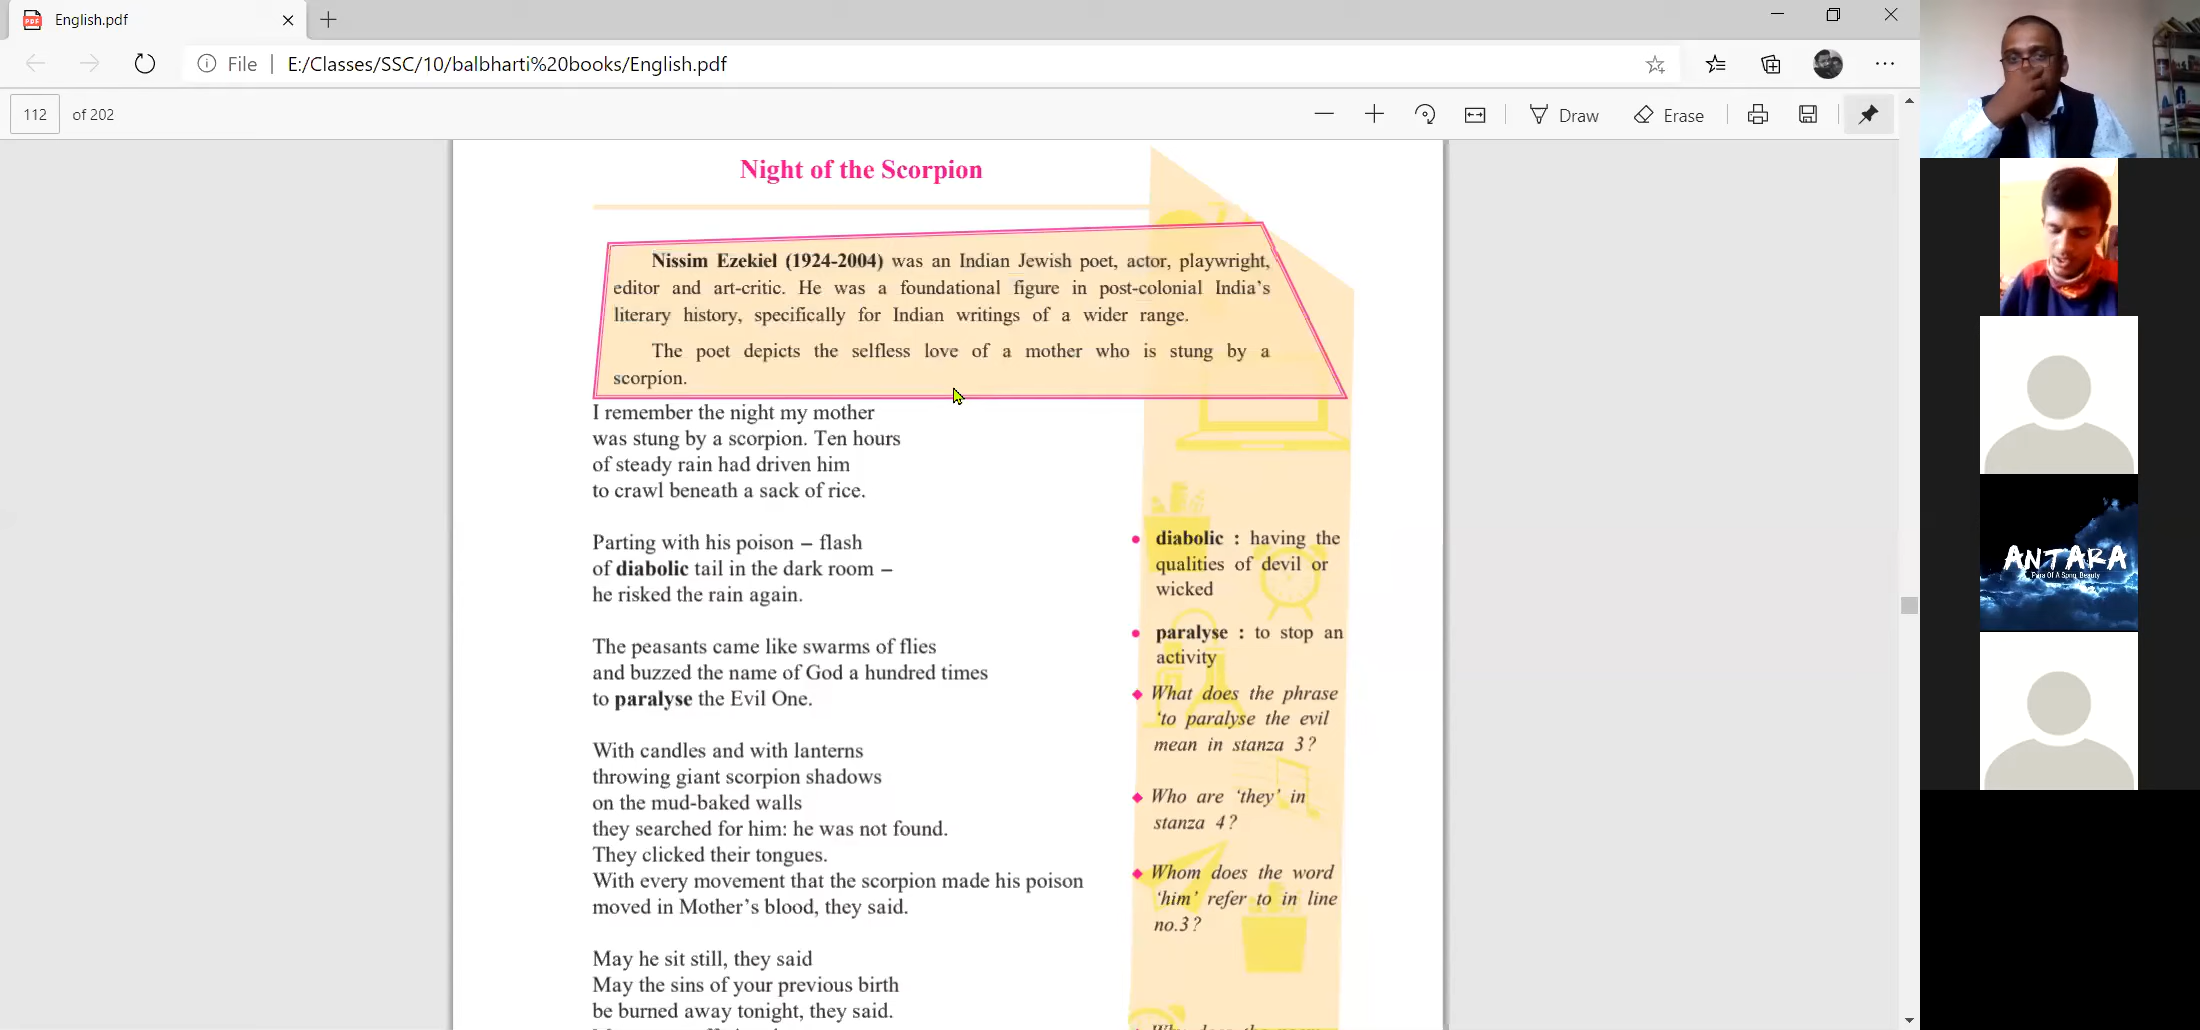 English.pdf
File
E:/Classes/SSC/10/balbharti%20books/English.pdf
112 of 202
Draw
Erase
Night of the Scorpion
Nissim Ezekiel (1924-2004) was an Indian Jewish poet, actor, playwright,
editor and art-critic. He was a foundational figure in post-colonial India's
literary history, specifically for Indian writings of a wider range.
The poet depicts the selfless love of a mother who is stung by a
scorpion.
I remember the night my mother
was stung by a scorpion. Ten hours
of steady rain had driven him
to crawl beneath a sack of rice.
Parting with his poison – flash
of diabolic tail in the dark room –
he risked the rain again.
The peasants came like swarms of flies
and buzzed the name of God a hundred times
to paralyse the Evil One.
With candles and with lanterns
throwing giant scorpion shadows
on the mud-baked walls
they searched for him: he was not found.
They clicked their tongues.
With every movement that the scorpion made his poison
moved in Mother's blood, they said.
May he sit still, they said
May the sins of your previous birth
be burned away tonight, they said.
• diabolic : having the
qualities of devil or
wicked
• paralyse : to stop an
activity
◆ What does the phrase
'to paralyse the evil
mean in stanza 3?
◆ Who are 'they' in
stanza 4?
◆ Whom does the word
'him' refer to in line
no.3?
ANTARA
Para Of A Song Beauty